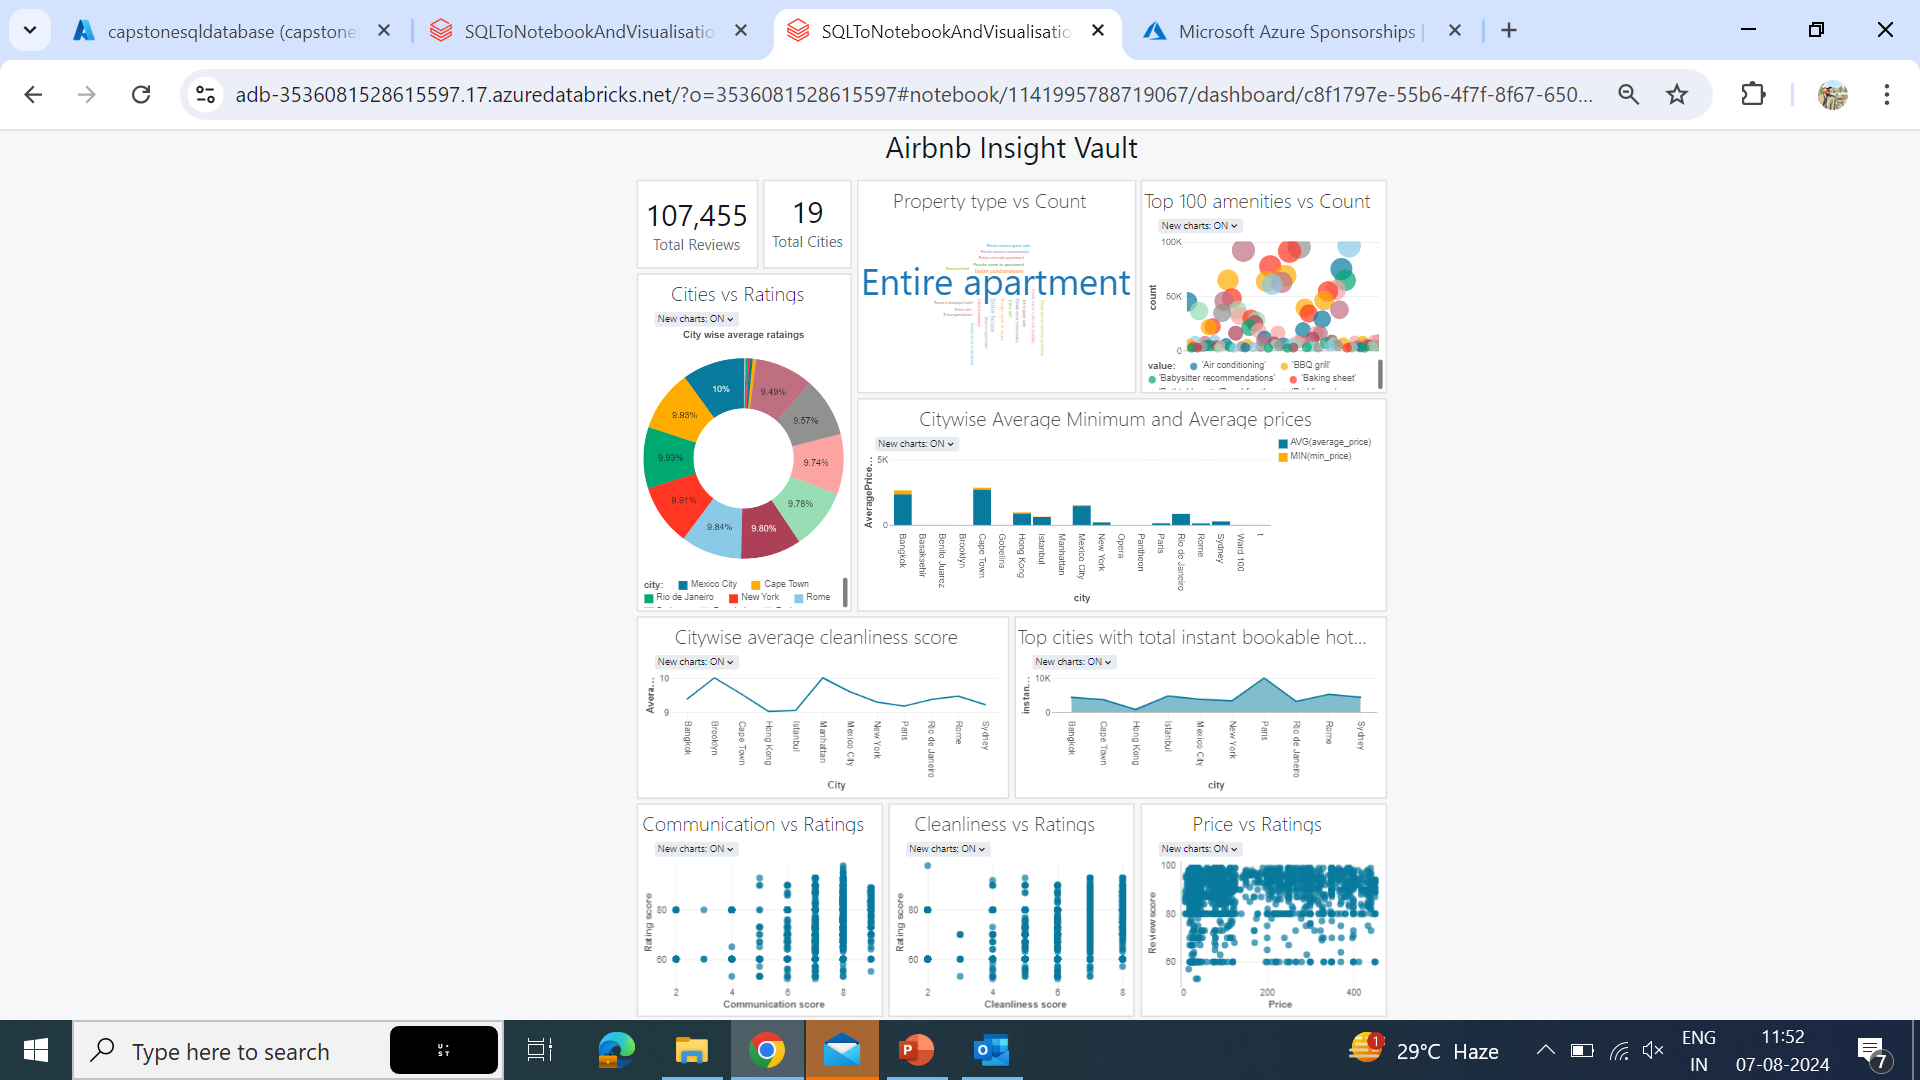 capstonesqldatabase (capstone
SQLToNotebookAndVisualisatio
SQLToNotebookAndVisualisatio
Microsoft Azure Sponsorships |
adb-3536081528615597.17.azuredatabricks.net/?o=3536081528615597#notebook/1141995788719067/dashboard/c8f1797e-55b6-4f7f-8f67-650...
Airbnb Insight Vault
107,455
Total Reviews
19
Total Cities
Property type vs Count
Entire condominium
Entire apartment
Top 100 amenities vs Count
New charts: ON
100K
50K
0
count
value:
'Air conditioning'
'BBQ grill'
'Babysitter recommendations'
'Baking sheet'
Cities vs Ratings
New charts: ON
City wise average rataings
10%
9.49%
9.57%
9.74%
9.78%
9.80%
9.84%
9.91%
9.93%
9.93%
city:
Mexico City
Cape Town
Rio de Janeiro
New York
Rome
Citywise Average Minimum and Average prices
New charts: ON
AVG(average_price)
MIN(min_price)
AveragePrice...
5K
0
Bangkok
Basaksehir
Benito Juarez
Brooklyn
Cape Town
Gobelins
Hong Kong
Istanbul
Manhattan
Mexico City
New York
Opera
Pantheon
Paris
Rio de Janeiro
Rome
Sydney
Ward 100
city
Citywise average cleanliness score
New charts: ON
Avera...
10
9
Bangkok
Brooklyn
Cape Town
Hong Kong
Istanbul
Manhattan
Mexico City
New York
Paris
Rio de Janeiro
Rome
Sydney
City
Top cities with total instant bookable hot...
New charts: ON
instan...
10K
0
Bangkok
Cape Town
Hong Kong
Istanbul
Mexico City
New York
Paris
Rio de Janeiro
Rome
Sydney
city
Communication vs Ratings
New charts: ON
Rating score
80
60
2
4
6
8
Communication score
Cleanliness vs Ratings
New charts: ON
Rating score
80
60
2
4
6
8
Cleanliness score
Price vs Ratings
New charts: ON
Review score
100
80
60
0
200
400
Price
Type here to search
1
29°C Haze
ENG
IN
11:52
07-08-2024
7